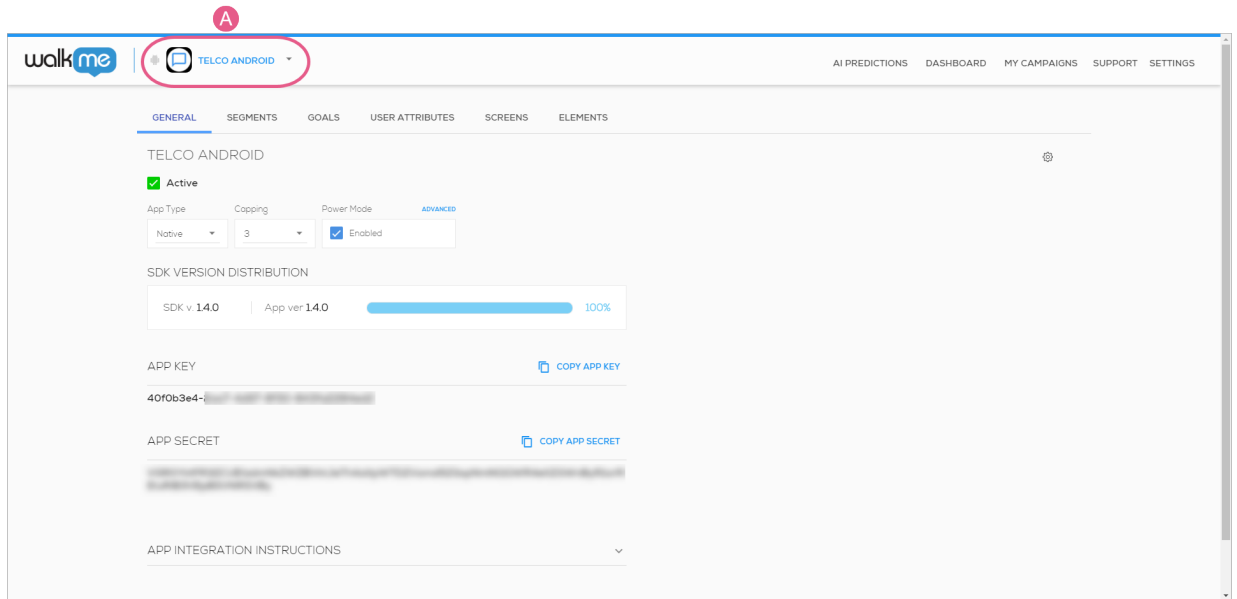 A
walkme
TELCO ANDROID
AI PREDICTIONS DASHBOARD MY CAMPAIGNS SUPPORT SETTINGS
GENERAL SEGMENTS GOALS USER ATTRIBUTES SCREENS ELEMENTS
TELCO ANDROID
Active
App Type Capping Power Mode ADVANCED
Native 3 Enabled
SDK VERSION DISTRIBUTION
SDK v. 1.4.0 App ver 1.4.0 100%
APP KEY COPY APP KEY
40f0b3e4-
APP SECRET COPY APP SECRET
APP INTEGRATION INSTRUCTIONS